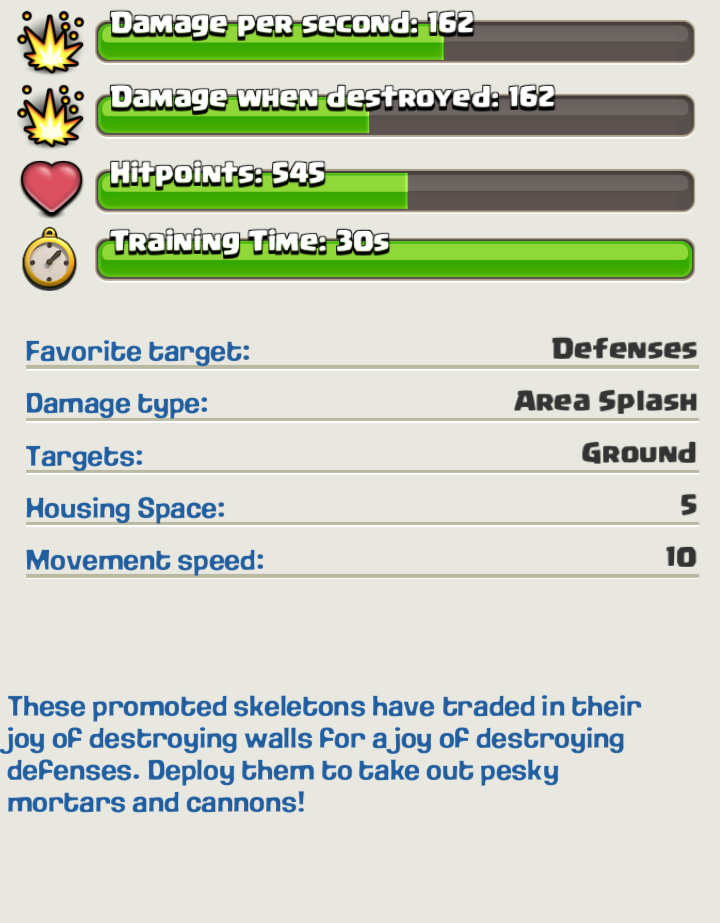 Damage per second: 162
Damage when destroyed: 162
Hitpoints: 545
Training Time: 30s
Favorite target: Defenses
Damage type: Area Splash
Targets: Ground
Housing Space: 5
Movement speed: 10
These promoted skeletons have traded in their
joy of destroying walls for a joy of destroying
defenses. Deploy them to take out pesky
mortars and cannons!